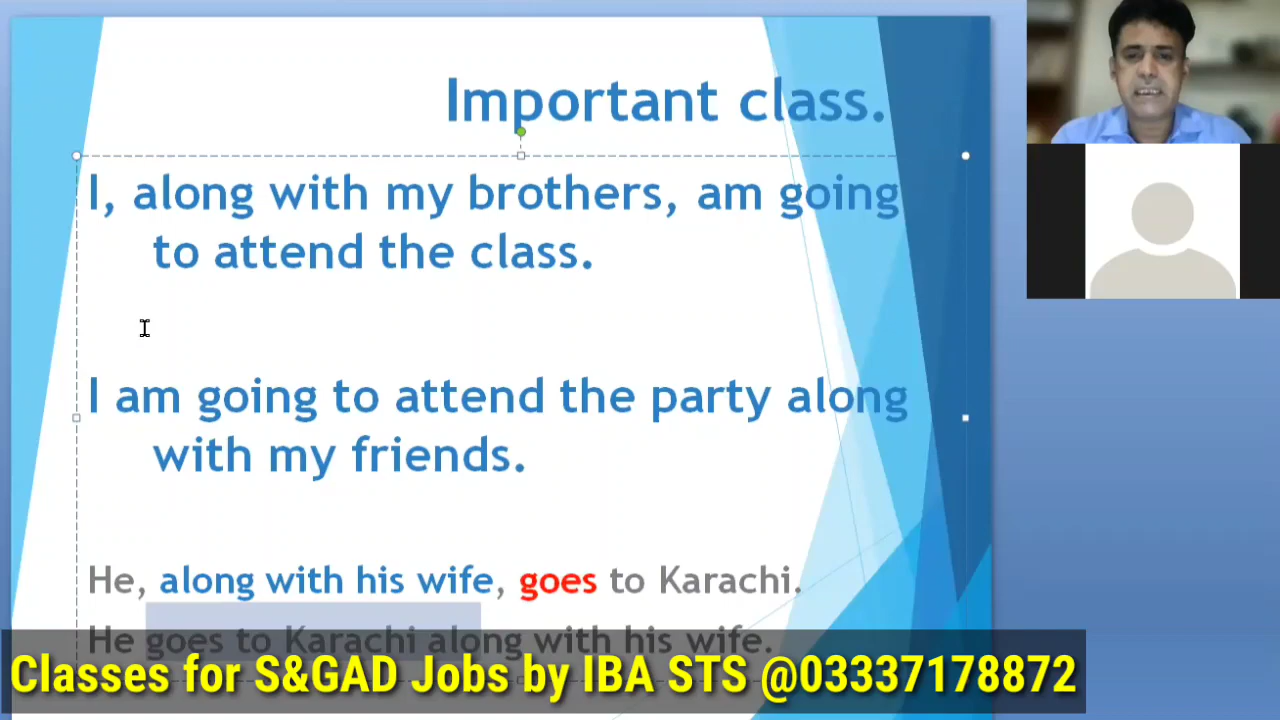 Important class.
I, along with my brothers, am going
to attend the class.
I am going to attend the party along
with my friends.
He, along with his wife, goes to Karachi.
He goes to Karachi along with his wife.
Classes for S&GAD Jobs by IBA STS @03337178872